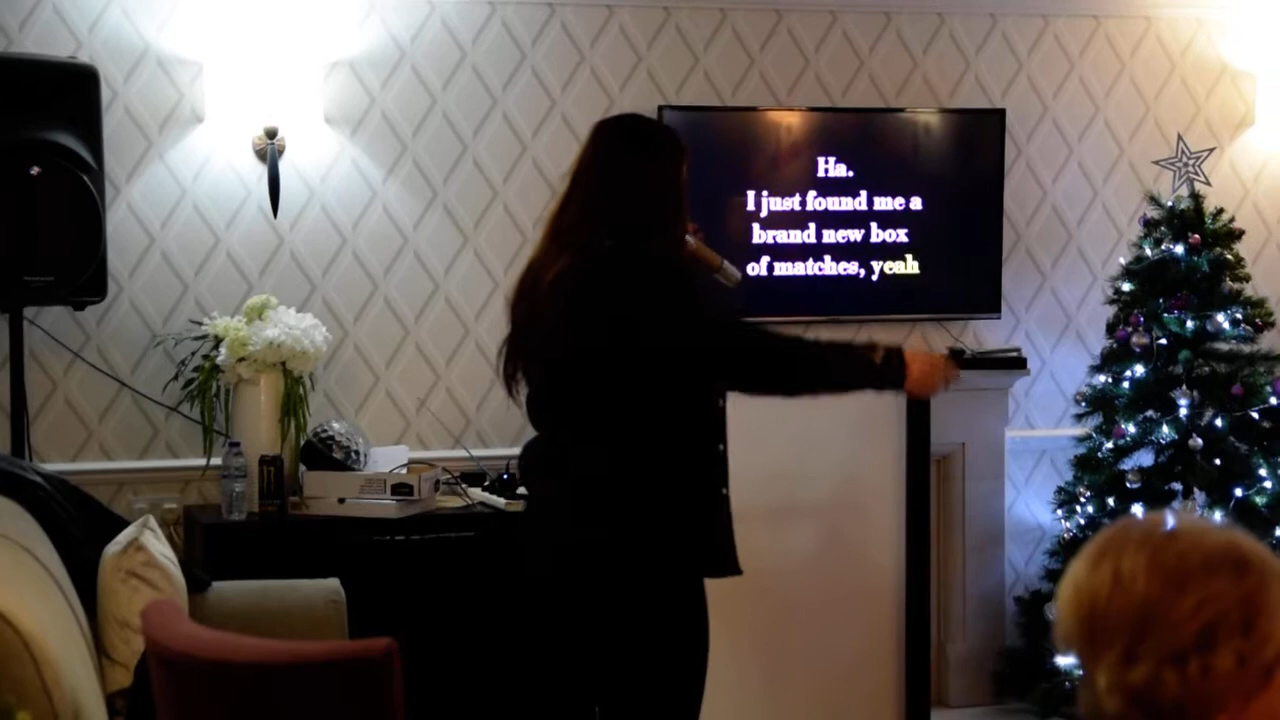 Ha.
I just found me a
brand new box
of matches, yeah